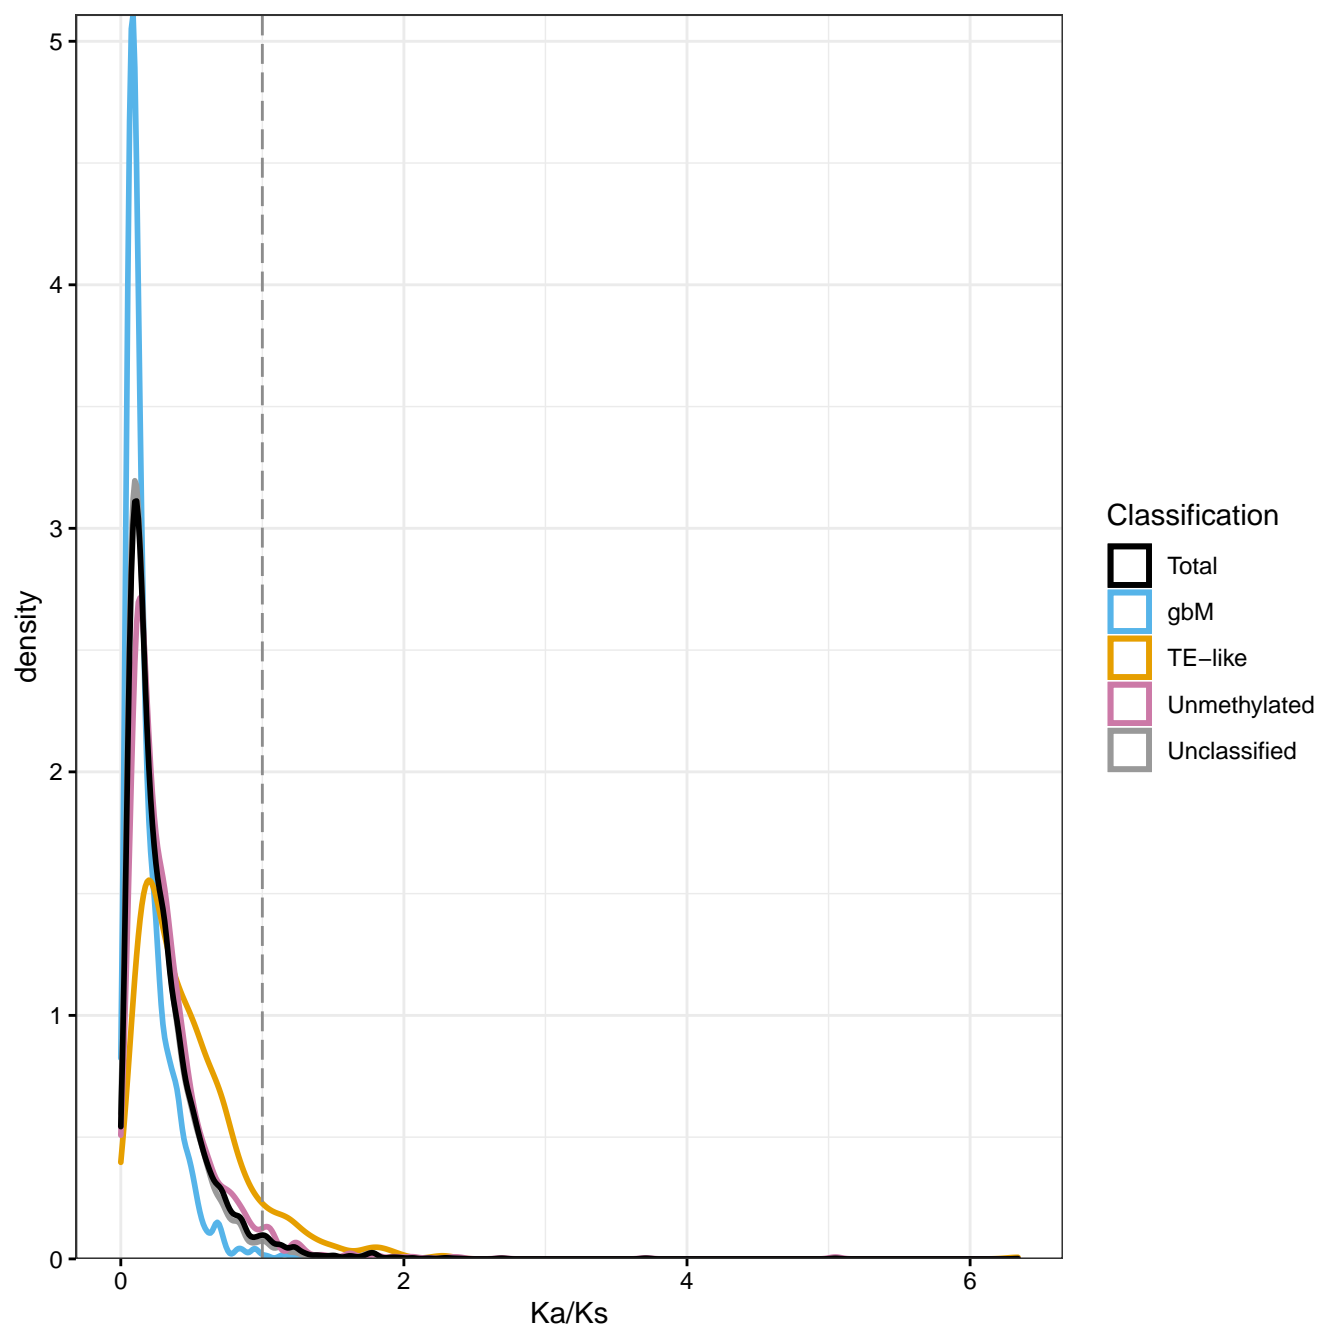 5
4
3
2
1
0
density
0
2
4
6
Ka/Ks
Classification
Total
gbM
TE−like
Unmethylated
Unclassified